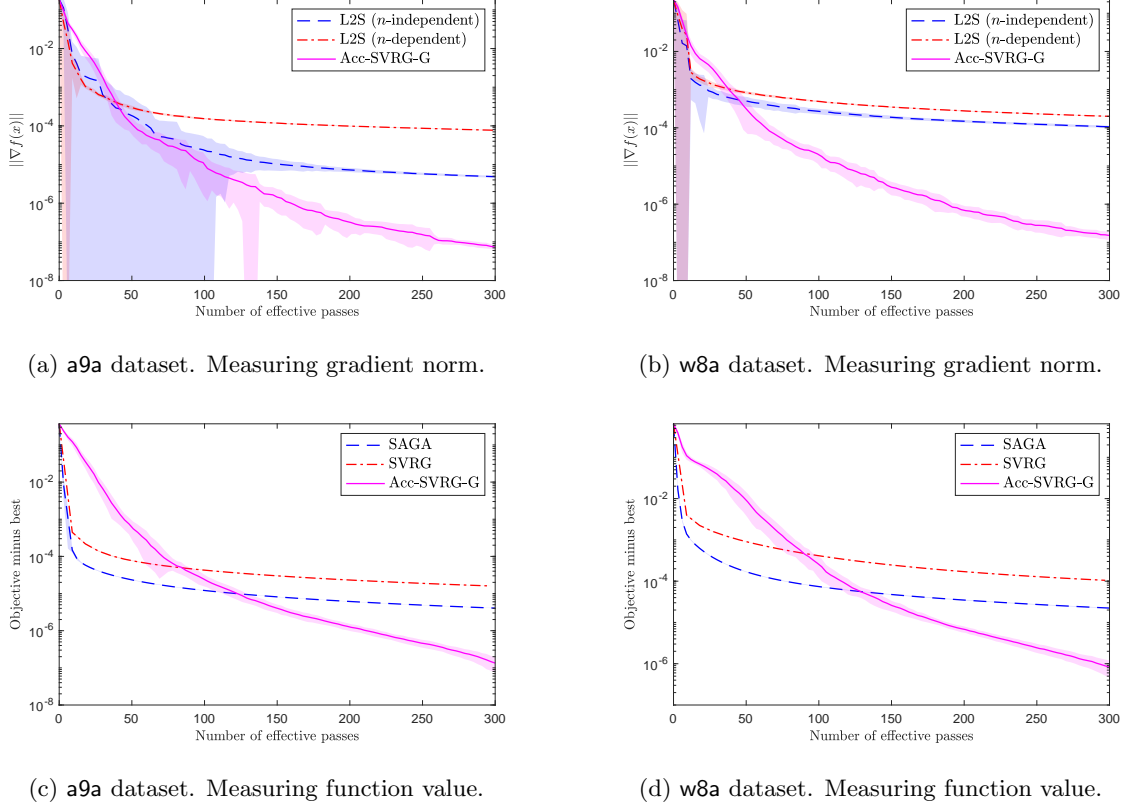 10^-2
10^-4
10^-6
10^-8
||∇f(x)||
0 50 100 150 200 250 300
Number of effective passes
L2S (n-independent)
L2S (n-dependent)
Acc-SVRG-G
(a) a9a dataset. Measuring gradient norm.
10^-2
10^-4
10^-6
10^-8
||∇f(x)||
0 50 100 150 200 250 300
Number of effective passes
L2S (n-independent)
L2S (n-dependent)
Acc-SVRG-G
(b) w8a dataset. Measuring gradient norm.
10^-2
10^-4
10^-6
10^-8
Objective minus best
0 50 100 150 200 250 300
Number of effective passes
SAGA
SVRG
Acc-SVRG-G
(c) a9a dataset. Measuring function value.
10^-2
10^-4
10^-6
Objective minus best
0 50 100 150 200 250 300
Number of effective passes
SAGA
SVRG
Acc-SVRG-G
(d) w8a dataset. Measuring function value.